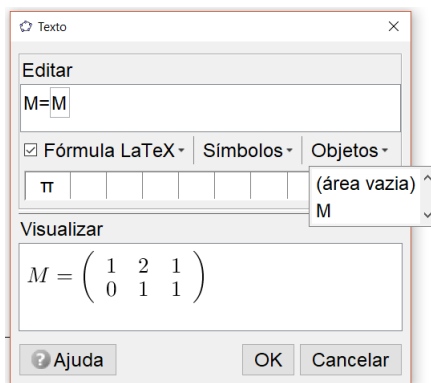 Texto
Editar
M=M
Fórmula LaTeX Símbolos Objetos
π
(área vazia)
M
Visualizar
M = ( 1 2 1
0 1 1 )
? Ajuda OK Cancelar